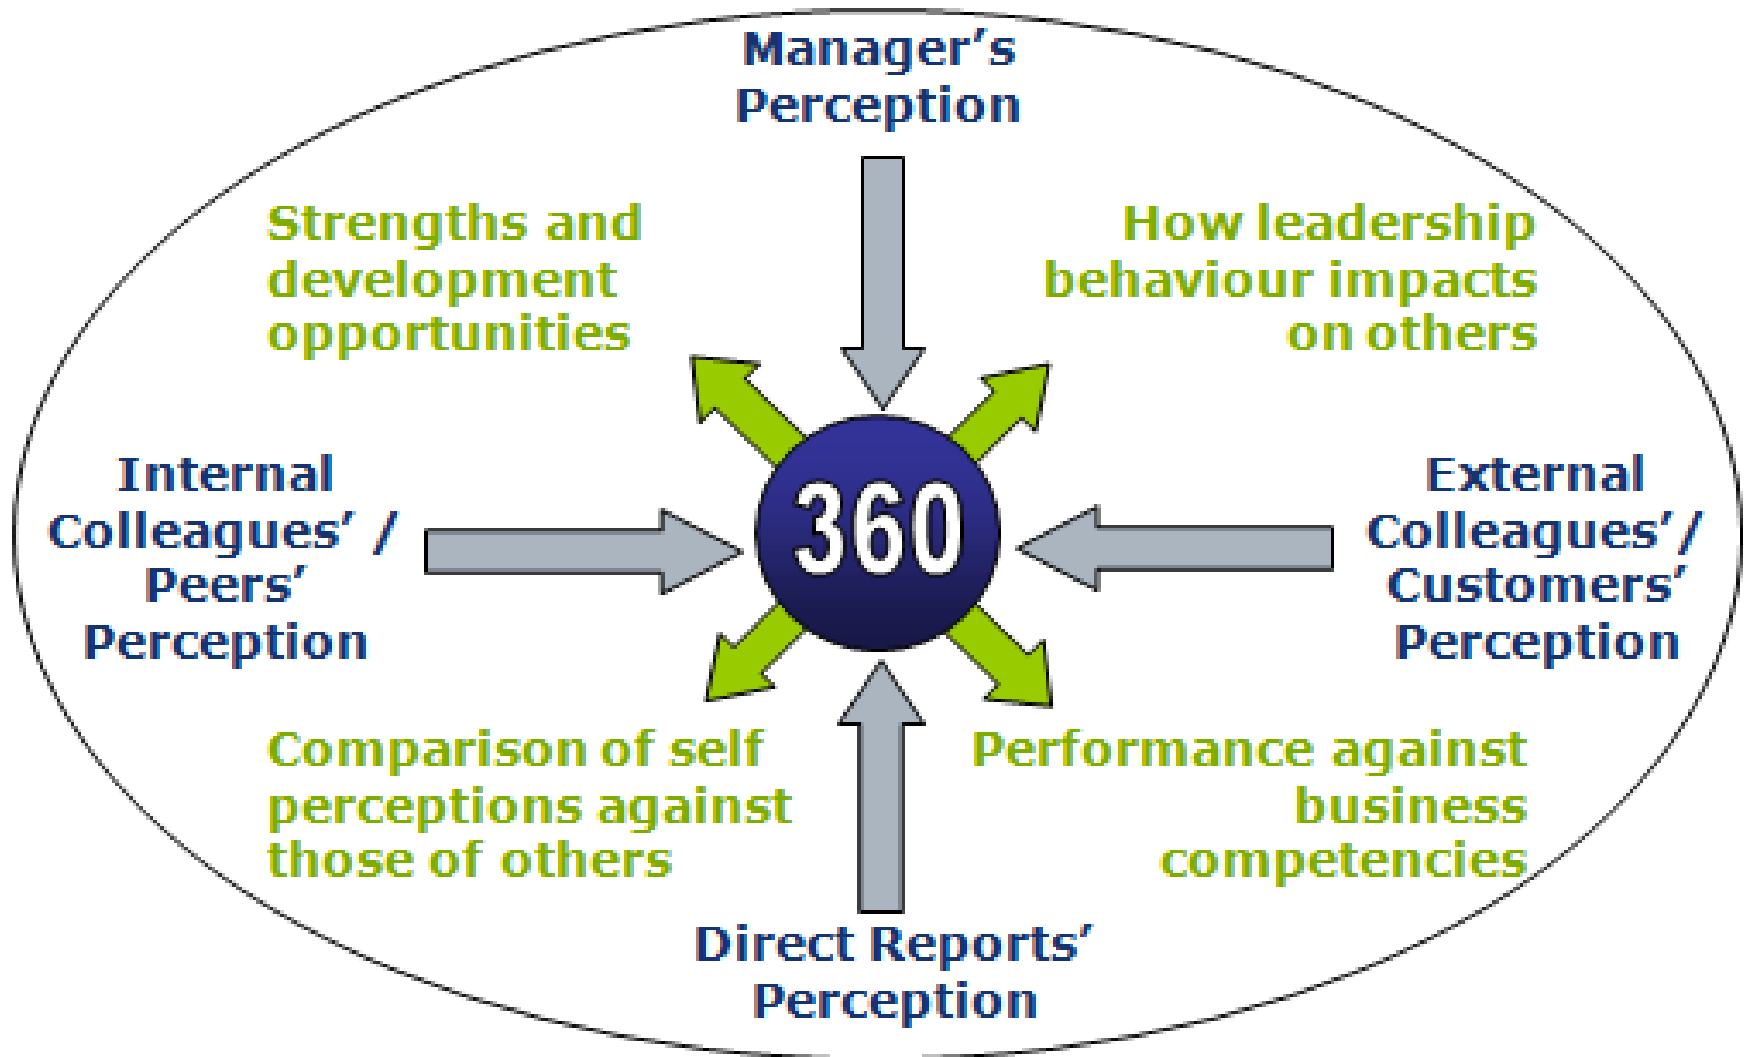 Manager’s
Perception
Strengths and
development
opportunities
How leadership
behaviour impacts
on others
Internal
Colleagues’ /
Peers’
Perception
360
External
Colleagues’/
Customers’
Perception
Comparison of self
perceptions against
those of others
Performance against
business
competencies
Direct Reports’
Perception